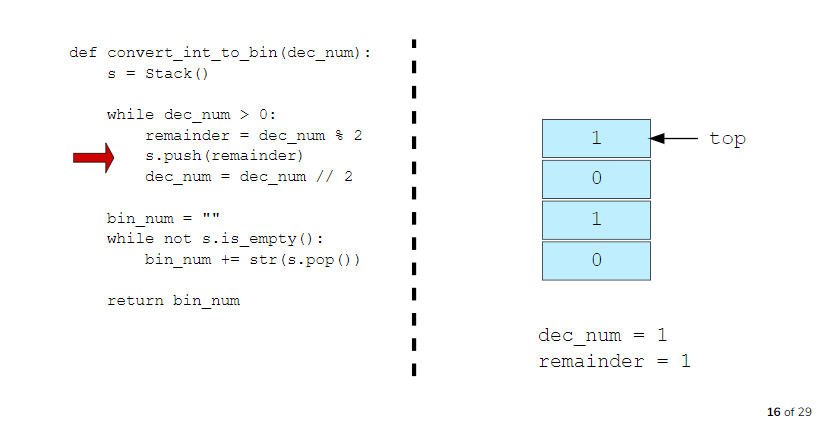 def convert_int_to_bin(dec_num):
    s = Stack()

    while dec_num > 0:
        remainder = dec_num % 2
        s.push(remainder)
        dec_num = dec_num // 2

    bin_num = ""
    while not s.is_empty():
        bin_num += str(s.pop())

    return bin_num
1
top
0
1
0
dec_num = 1
remainder = 1
16 of 29